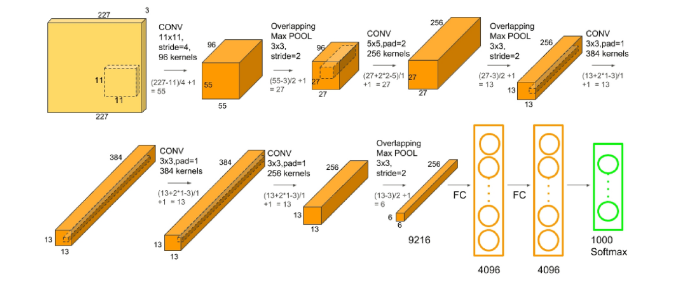 227
3
11
11
227
CONV
11x11,
stride=4,
96 kernels
(227-11)/4 +1
= 55
96
55
55
Overlapping
Max POOL
3x3,
stride=2
(55-3)/2 +1
= 27
96
27
27
CONV
5x5,pad=2
256 kernels
(27+2*2-5)/1
+1 = 27
256
27
27
Overlapping
Max POOL
3x3,
stride=2
(27-3)/2 +1
= 13
256
13
13
CONV
3x3,pad=1
384 kernels
(13+2*1-3)/1
+1 = 13
384
13
13
CONV
3x3,pad=1
384 kernels
(13+2*1-3)/1
+1 = 13
384
13
13
CONV
3x3,pad=1
256 kernels
(13+2*1-3)/1
+1 = 13
256
13
13
Overlapping
Max POOL
3x3,
stride=2
(13-3)/2 +1
= 6
256
6
6
9216
FC
4096
FC
4096
1000
Softmax